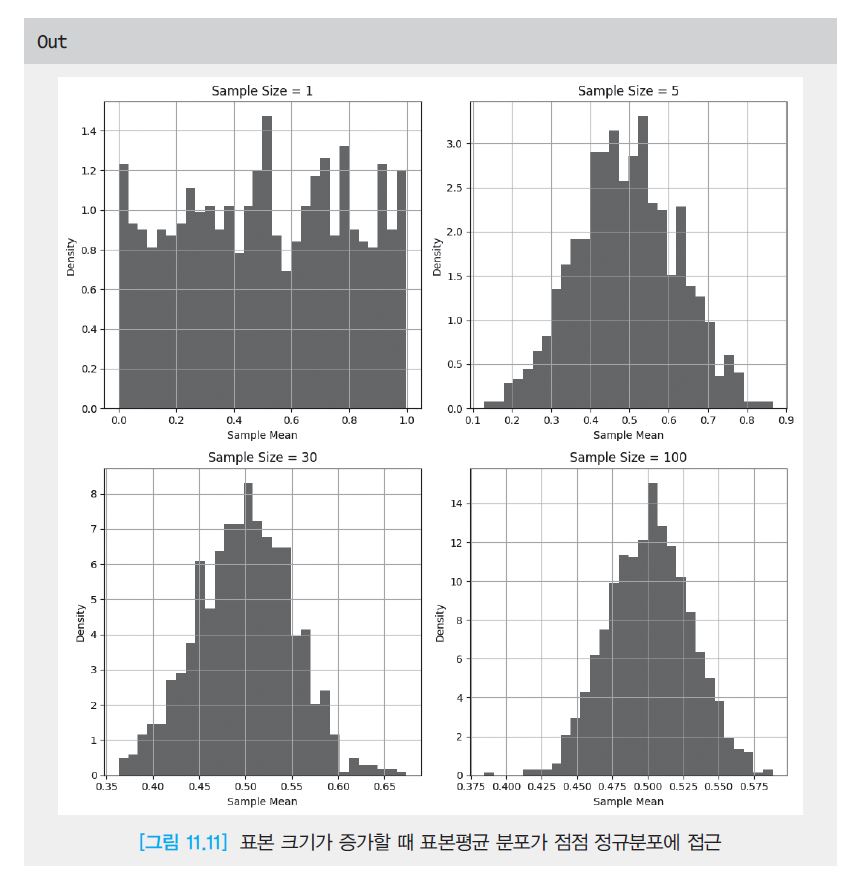 Out
Sample Size = 1
1.4
1.2
1.0
0.8
0.6
0.4
0.2
0.0
Density
0.0 0.2 0.4 0.6 0.8 1.0
Sample Mean
Sample Size = 5
3.0
2.5
2.0
1.5
1.0
0.5
0.0
Density
0.1 0.2 0.3 0.4 0.5 0.6 0.7 0.8 0.9
Sample Mean
Sample Size = 30
8
7
6
5
4
3
2
1
0
Density
0.35 0.40 0.45 0.50 0.55 0.60 0.65
Sample Mean
Sample Size = 100
14
12
10
8
6
4
2
0
Density
0.375 0.400 0.425 0.450 0.475 0.500 0.525 0.550 0.575
Sample Mean
[그림 11.11] 표본 크기가 증가할 때 표본평균 분포가 점점 정규분포에 접근